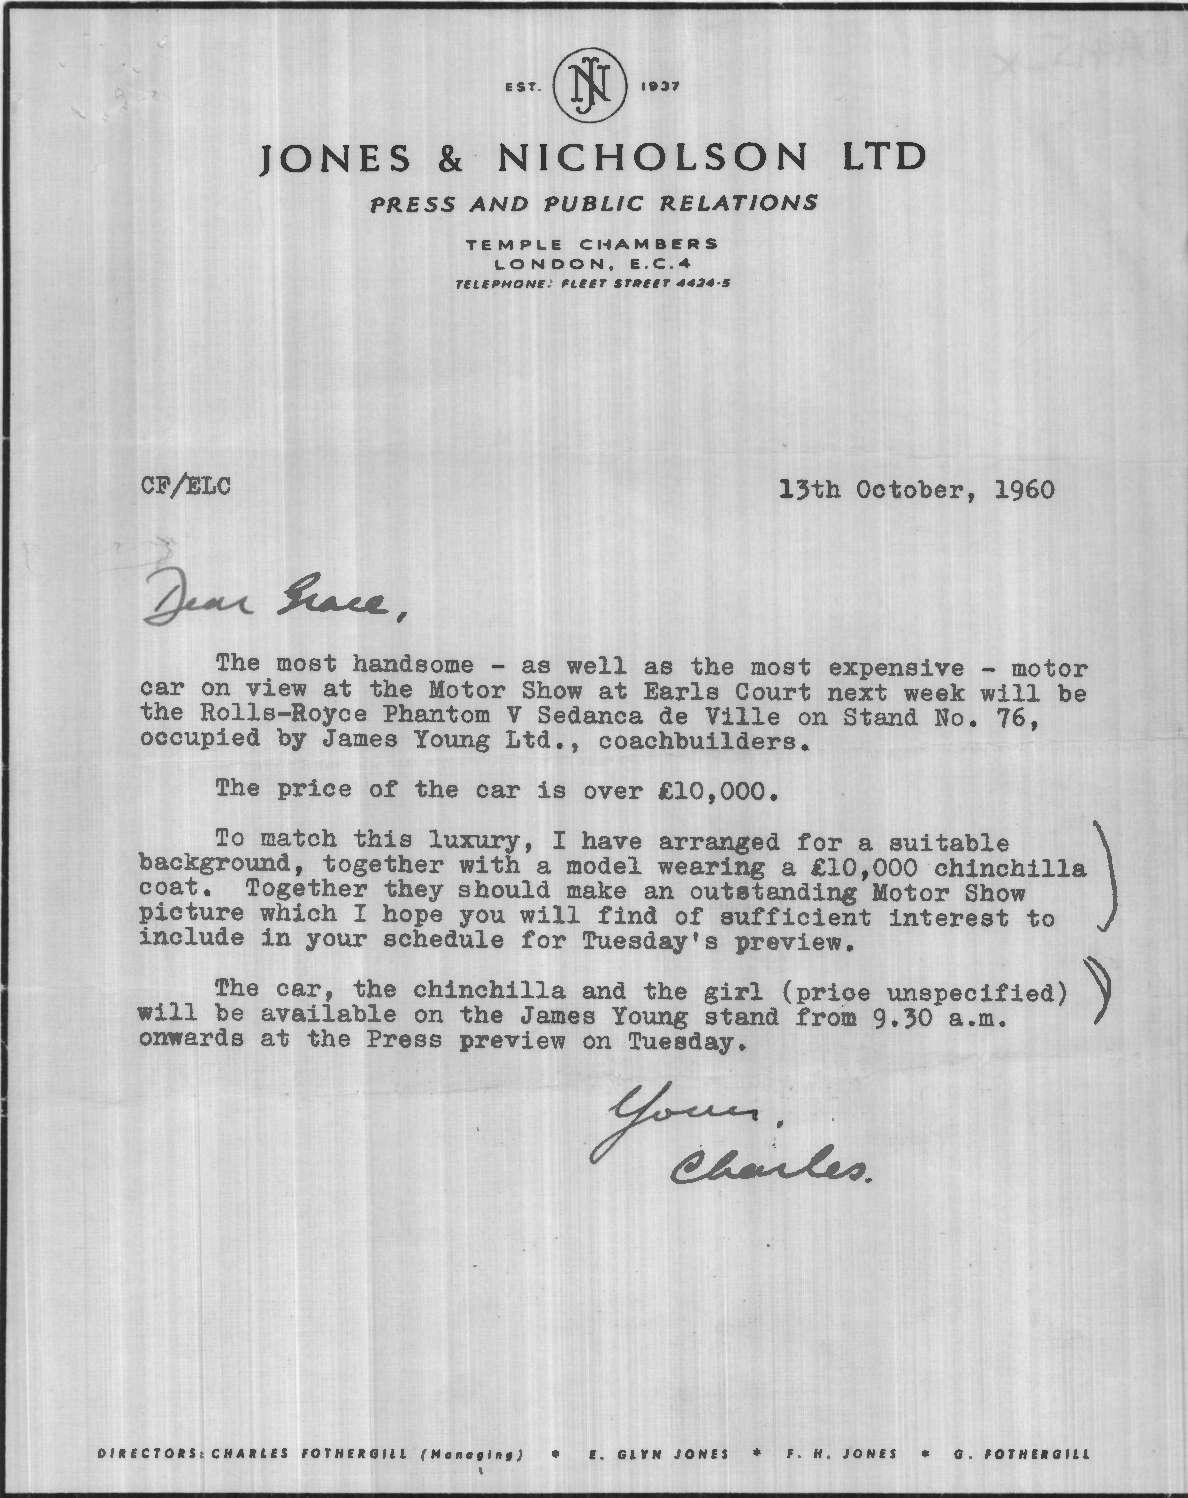 EST. JN 1937
JONES & NICHOLSON LTD
PRESS AND PUBLIC RELATIONS
TEMPLE CHAMBERS
LONDON, E.C.4
TELEPHONE: FLEET STREET 4424-5
CF/ELC 13th October, 1960
Dear Grace,
The most handsome - as well as the most expensive - motor
car on view at the Motor Show at Earls Court next week will be
the Rolls-Royce Phantom V Sedanca de Ville on Stand No. 76,
occupied by James Young Ltd., coachbuilders.
The price of the car is over £10,000.
To match this luxury, I have arranged for a suitable
background, together with a model wearing a £10,000 chinchilla
coat. Together they should make an outstanding Motor Show
picture which I hope you will find of sufficient interest to
include in your schedule for Tuesday's preview.
The car, the chinchilla and the girl (price unspecified)
will be available on the James Young stand from 9.30 a.m.
onwards at the Press preview on Tuesday.
Yours,
Charles.
DIRECTORS: CHARLES FOTHERGILL (Managing) * E. GLYN JONES * F. H. JONES * G. FOTHERGILL